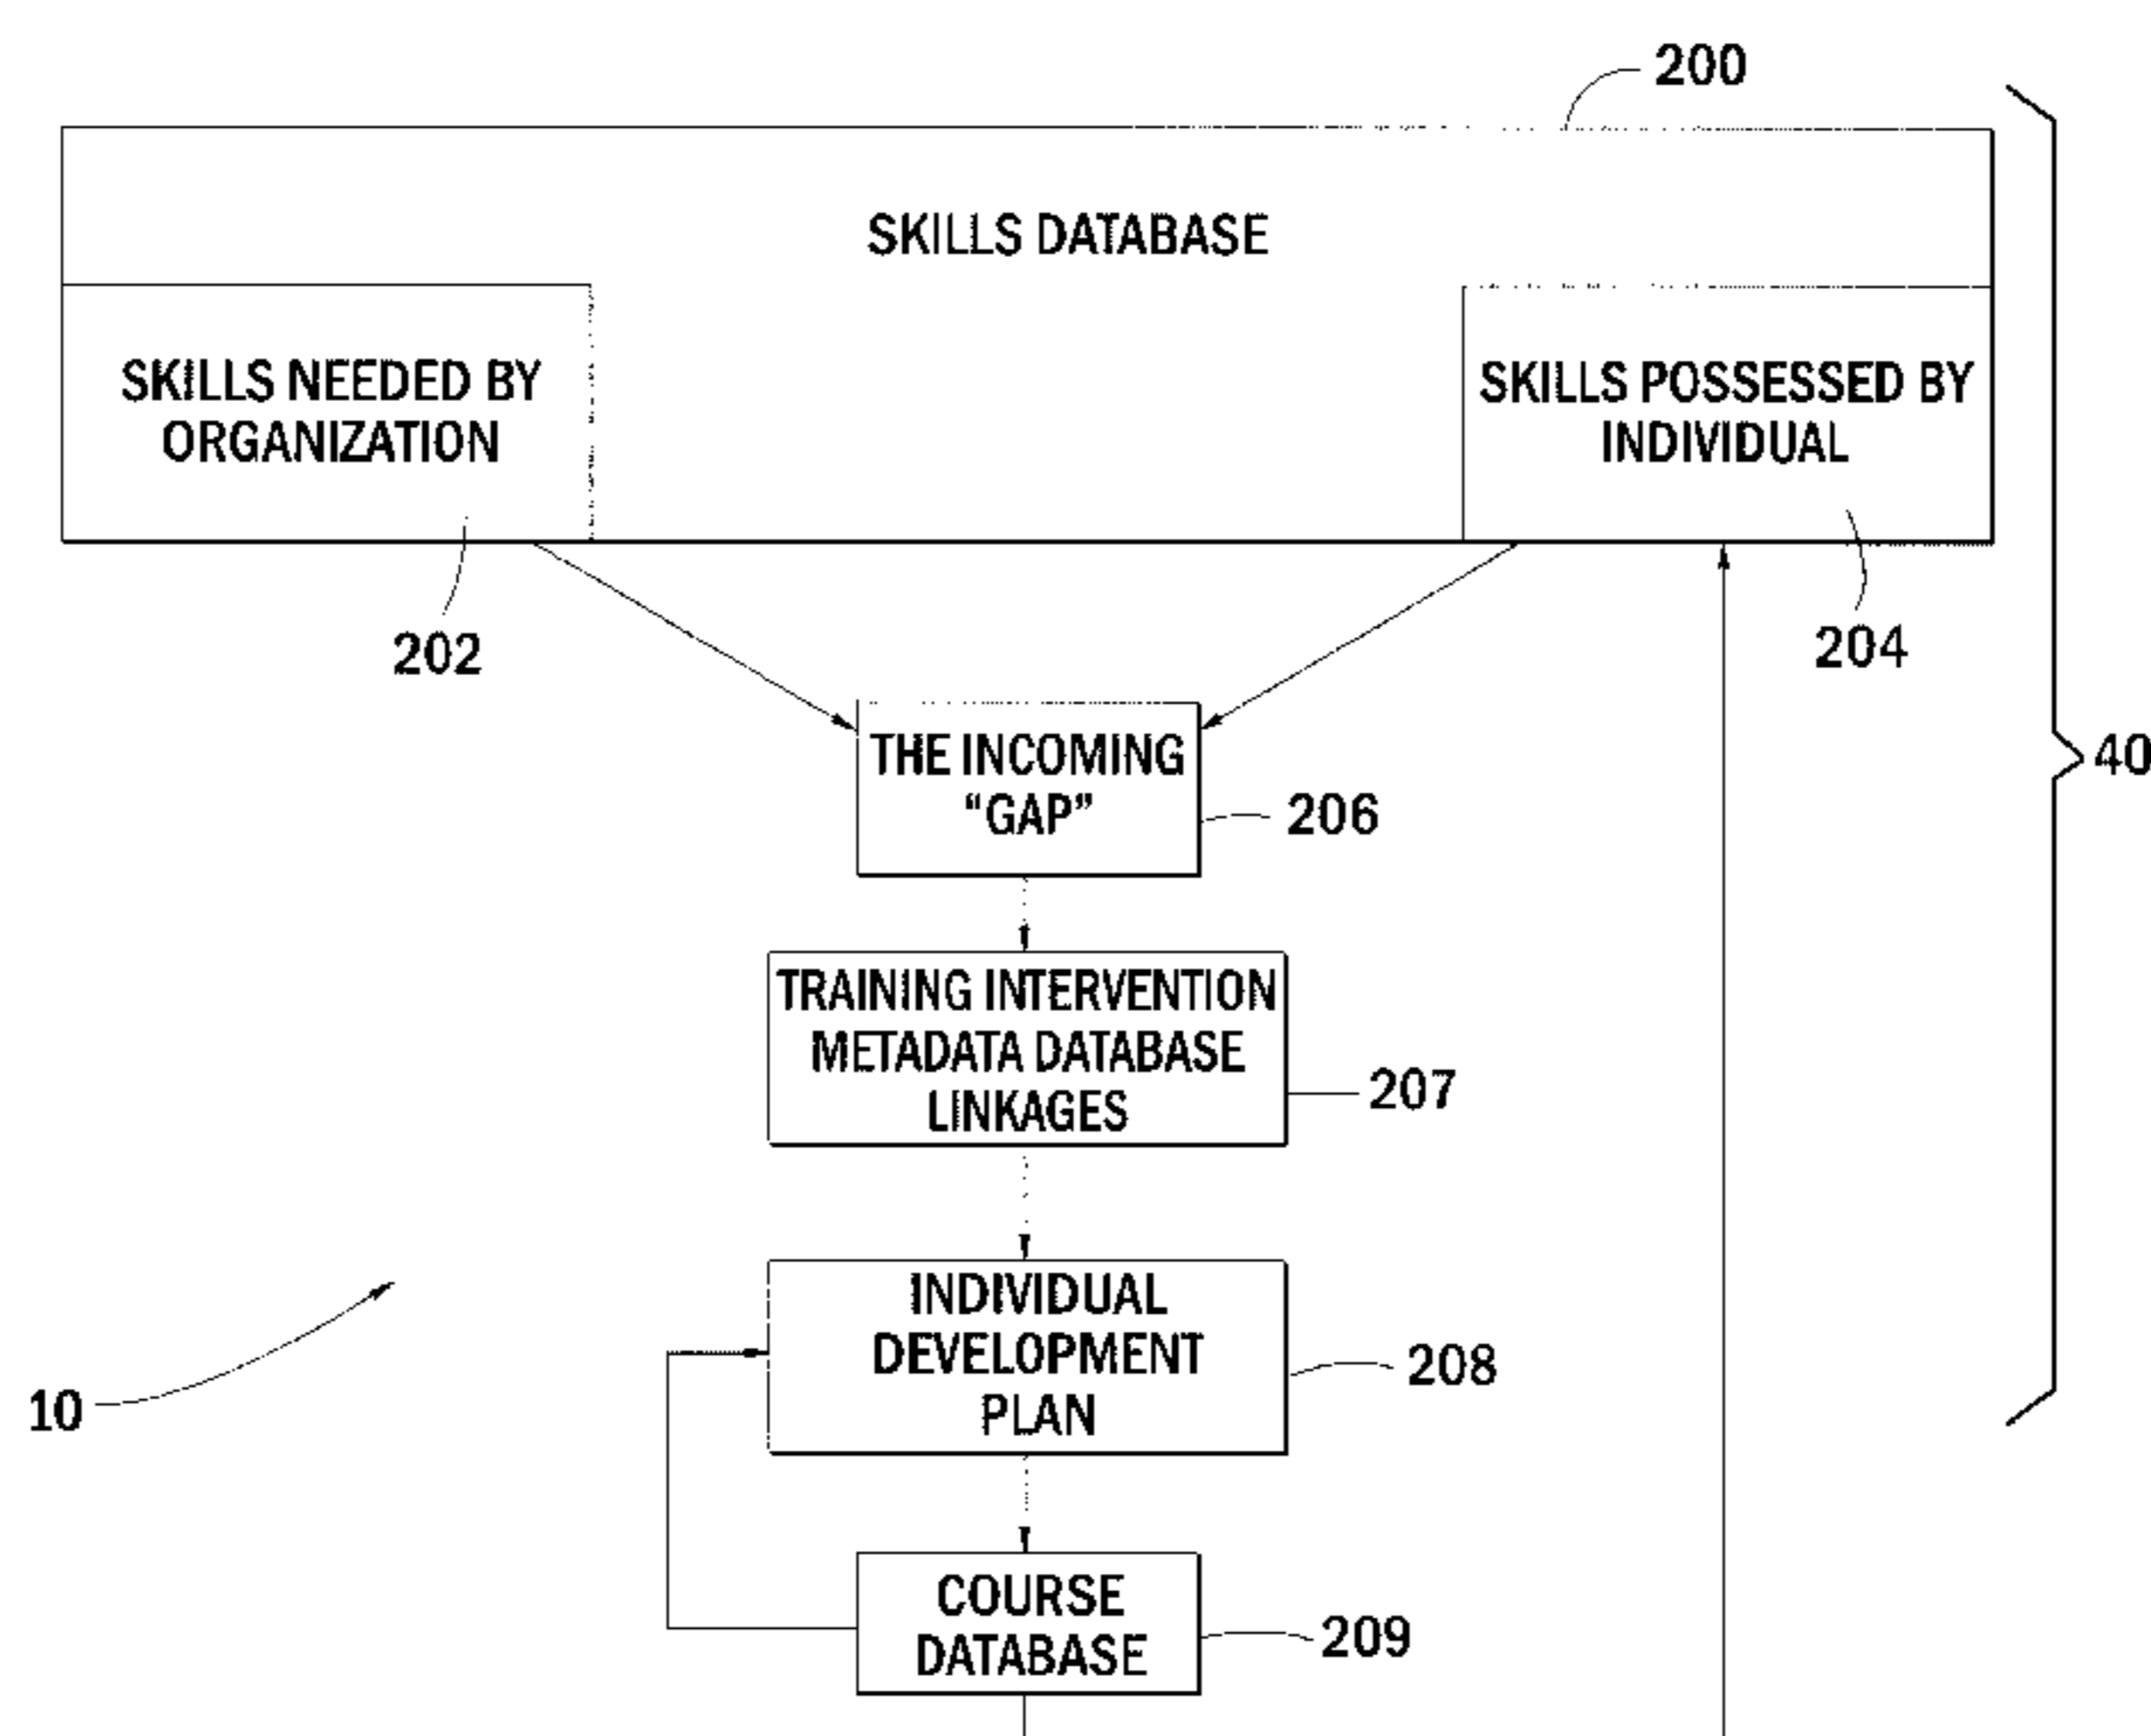 200
SKILLS DATABASE
SKILLS NEEDED BY
ORGANIZATION
SKILLS POSSESSED BY
INDIVIDUAL
202
204
THE INCOMING
“GAP”
206
40
TRAINING INTERVENTION
METADATA DATABASE
LINKAGES
207
INDIVIDUAL
DEVELOPMENT
PLAN
208
10
COURSE
DATABASE
209